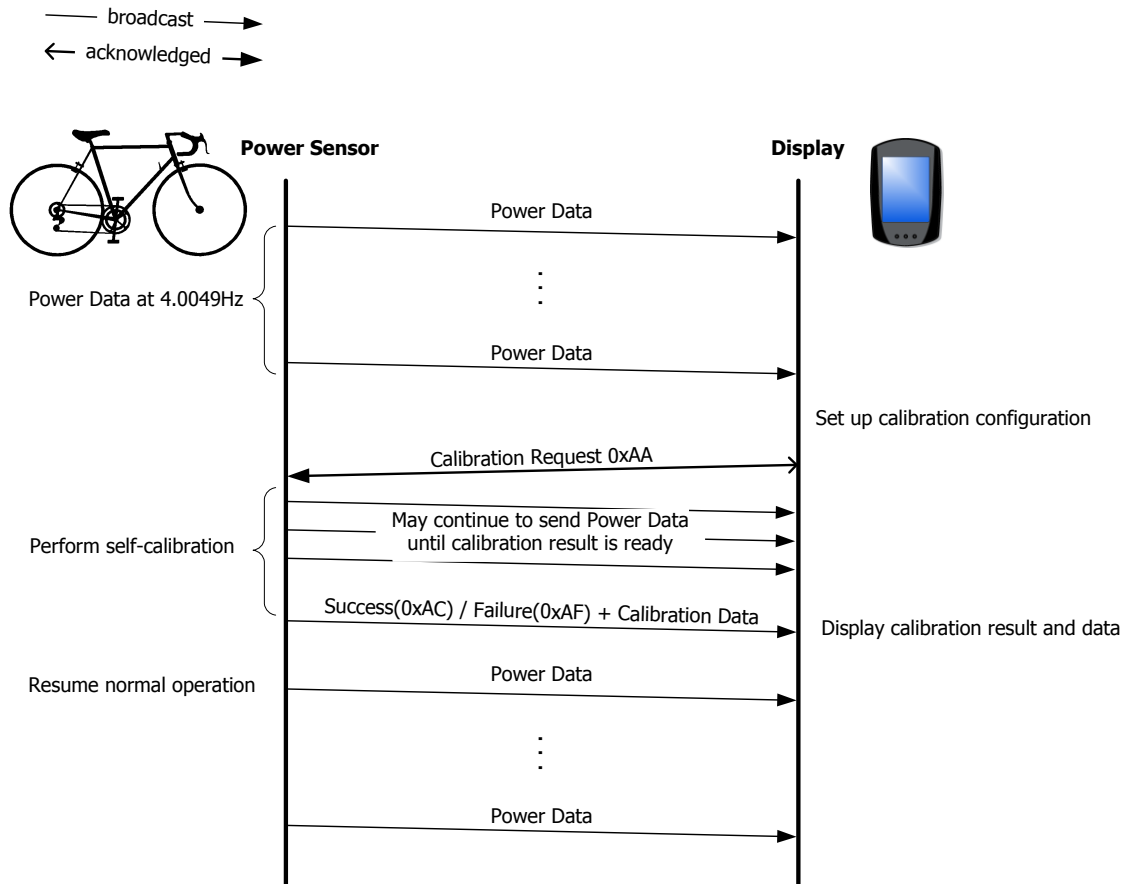 broadcast
acknowledged
Power Sensor
Display
Power Data
Power Data at 4.0049Hz
Power Data
Set up calibration configuration
Calibration Request 0xAA
May continue to send Power Data
until calibration result is ready
Perform self-calibration
Success(0xAC) / Failure(0xAF) + Calibration Data
Display calibration result and data
Resume normal operation
Power Data
Power Data